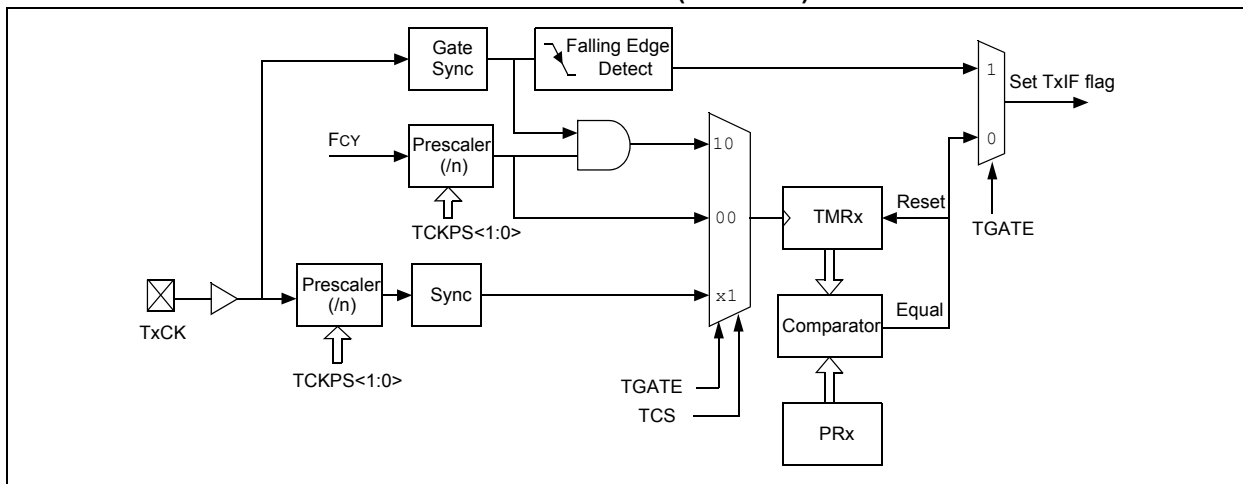 Gate
Sync
Falling Edge
Detect
1
Set TxIF flag
0
FCY
Prescaler
(/n)
10
TCKPS<1:0>
00
TMRx
Reset
TGATE
TxCK
Prescaler
(/n)
Sync
x1
Comparator
Equal
TCKPS<1:0>
TGATE
TCS
PRx